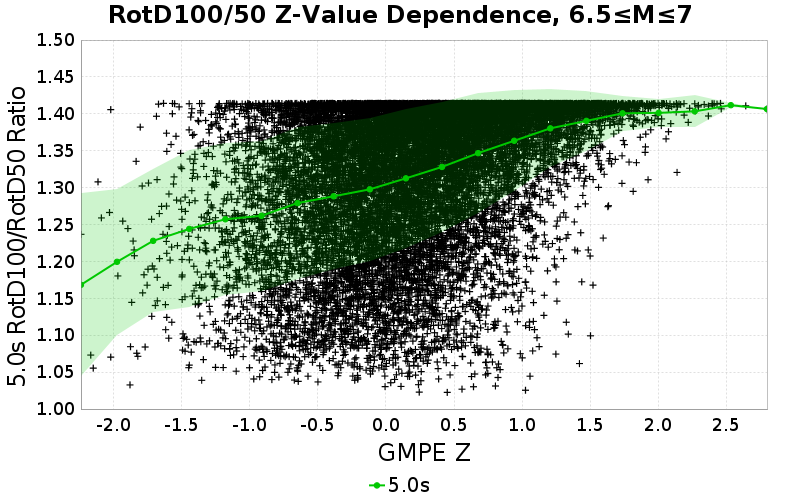 RotD100/50 Z-Value Dependence, 6.5≤M≤7
5.0s RotD100/RotD50 Ratio
1.50
1.45
1.40
1.35
1.30
1.25
1.20
1.15
1.10
1.05
1.00
-2.0 -1.5 -1.0 -0.5 0.0 0.5 1.0 1.5 2.0 2.5
GMPE Z
5.0s